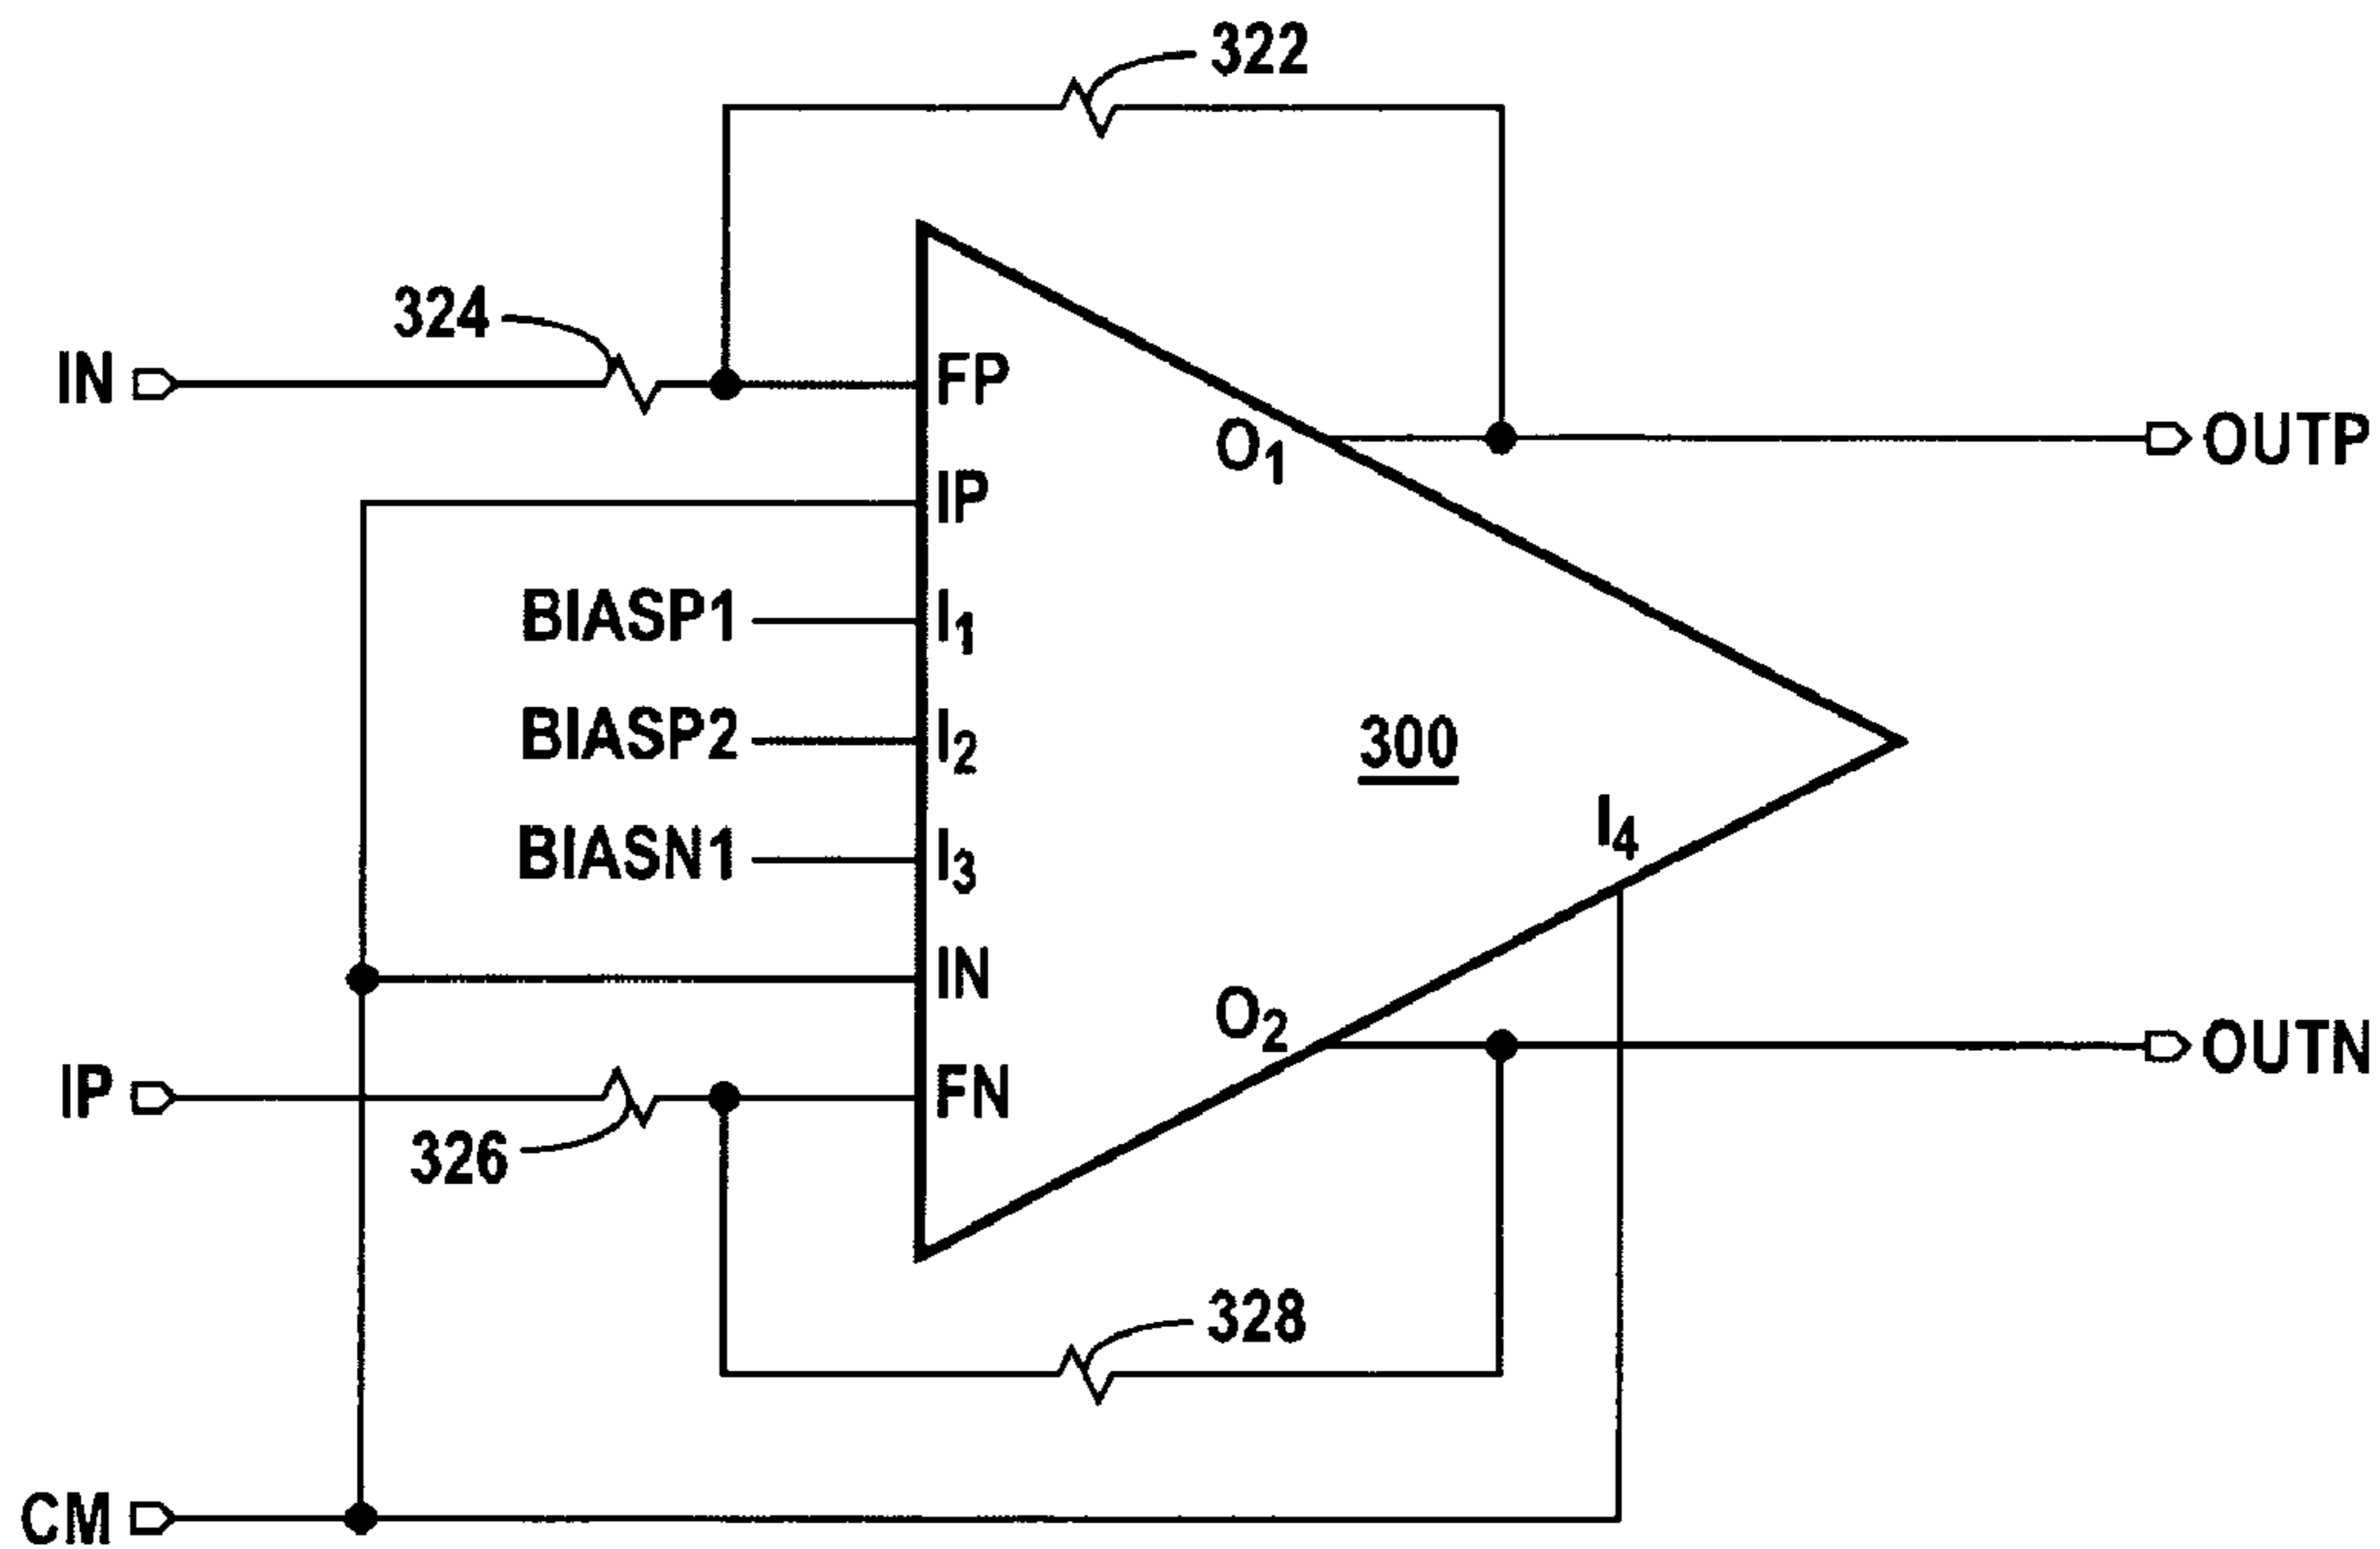 322
324
IN
FP
O1
OUTP
IP
BIASP1
I1
BIASP2
I2
300
BIASN1
I3
I4
IN
O2
OUTN
IP
FN
326
328
CM